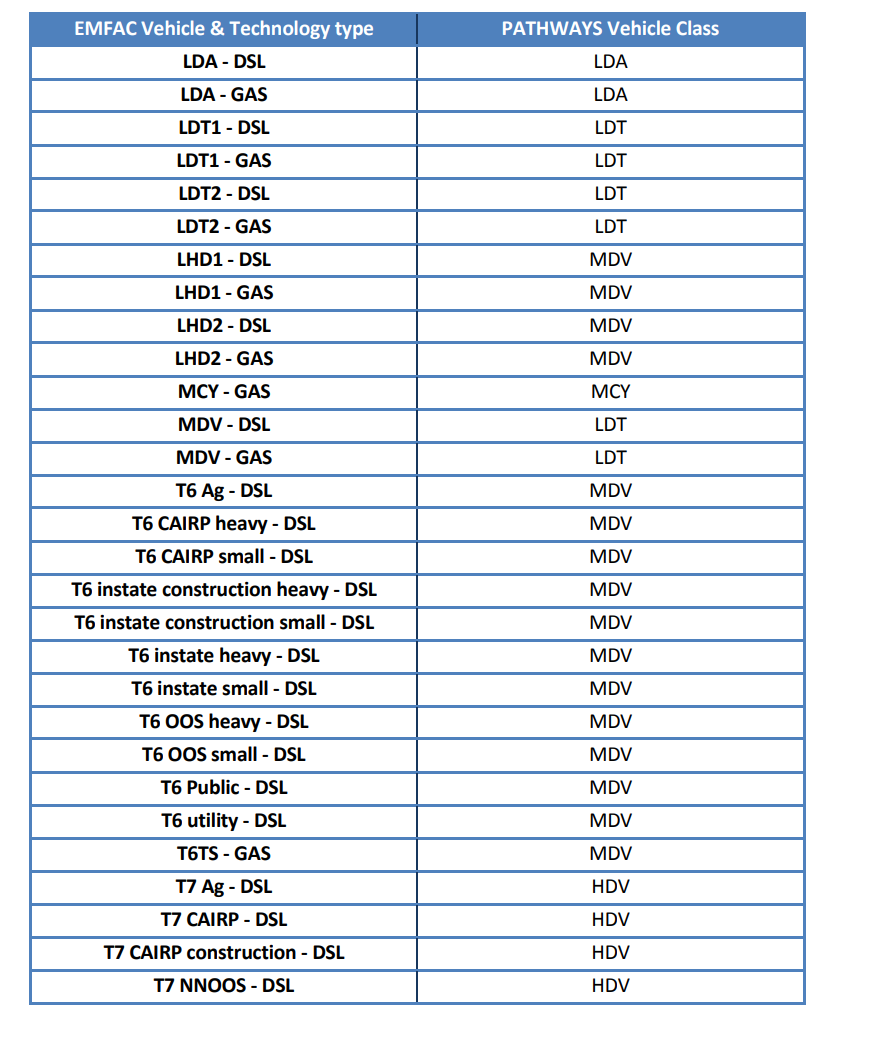 EMFAC Vehicle & Technology type PATHWAYS Vehicle Class
LDA - DSL LDA
LDA - GAS LDA
LDT1 - DSL LDT
LDT1 - GAS LDT
LDT2 - DSL LDT
LDT2 - GAS LDT
LHD1 - DSL MDV
LHD1 - GAS MDV
LHD2 - DSL MDV
LHD2 - GAS MDV
MCY - GAS MCY
MDV - DSL LDT
MDV - GAS LDT
T6 Ag - DSL MDV
T6 CAIRP heavy - DSL MDV
T6 CAIRP small - DSL MDV
T6 instate construction heavy - DSL MDV
T6 instate construction small - DSL MDV
T6 instate heavy - DSL MDV
T6 instate small - DSL MDV
T6 OOS heavy - DSL MDV
T6 OOS small - DSL MDV
T6 Public - DSL MDV
T6 utility - DSL MDV
T6TS - GAS MDV
T7 Ag - DSL HDV
T7 CAIRP - DSL HDV
T7 CAIRP construction - DSL HDV
T7 NNOOS - DSL HDV